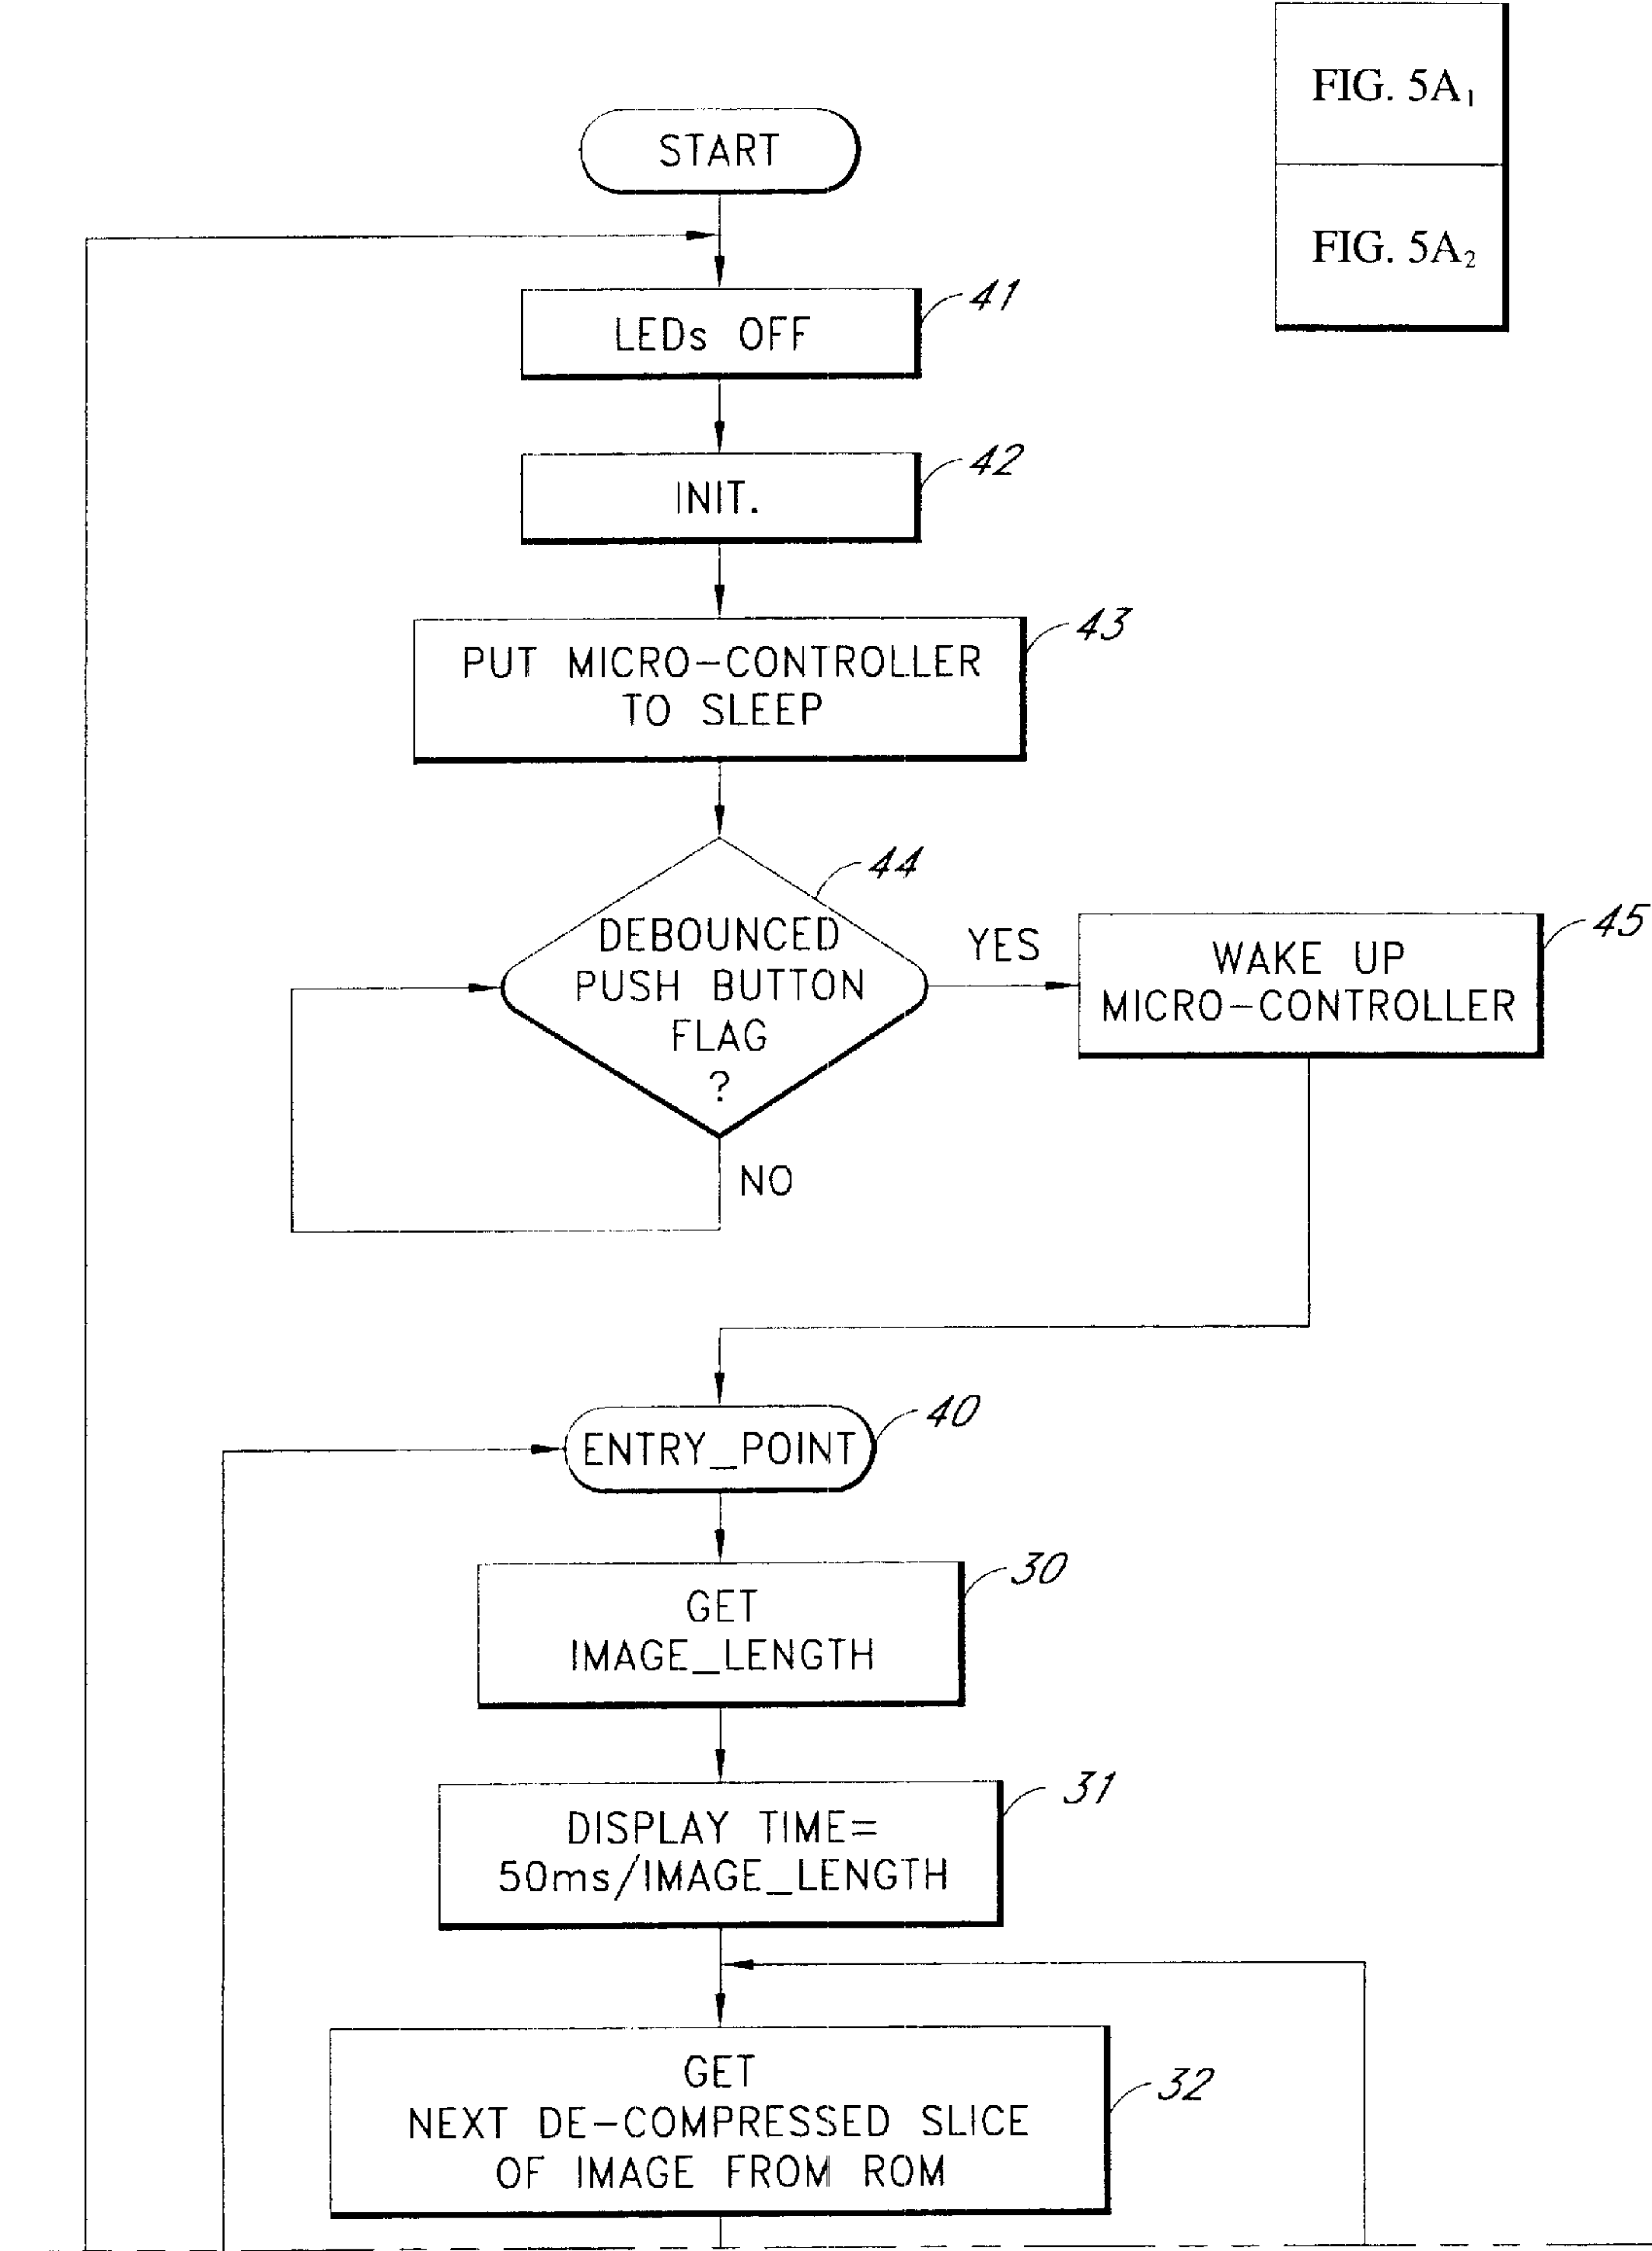 FIG. 5A₁
FIG. 5A₂
START
LEDs OFF
41
INIT.
42
PUT MICRO-CONTROLLER
TO SLEEP
43
DEBOUNCED
PUSH BUTTON
FLAG
?
44
YES
NO
WAKE UP
MICRO-CONTROLLER
45
ENTRY_POINT
40
GET
IMAGE_LENGTH
30
DISPLAY TIME=
50ms/IMAGE_LENGTH
31
GET
NEXT DE-COMPRESSED SLICE
OF IMAGE FROM ROM
32